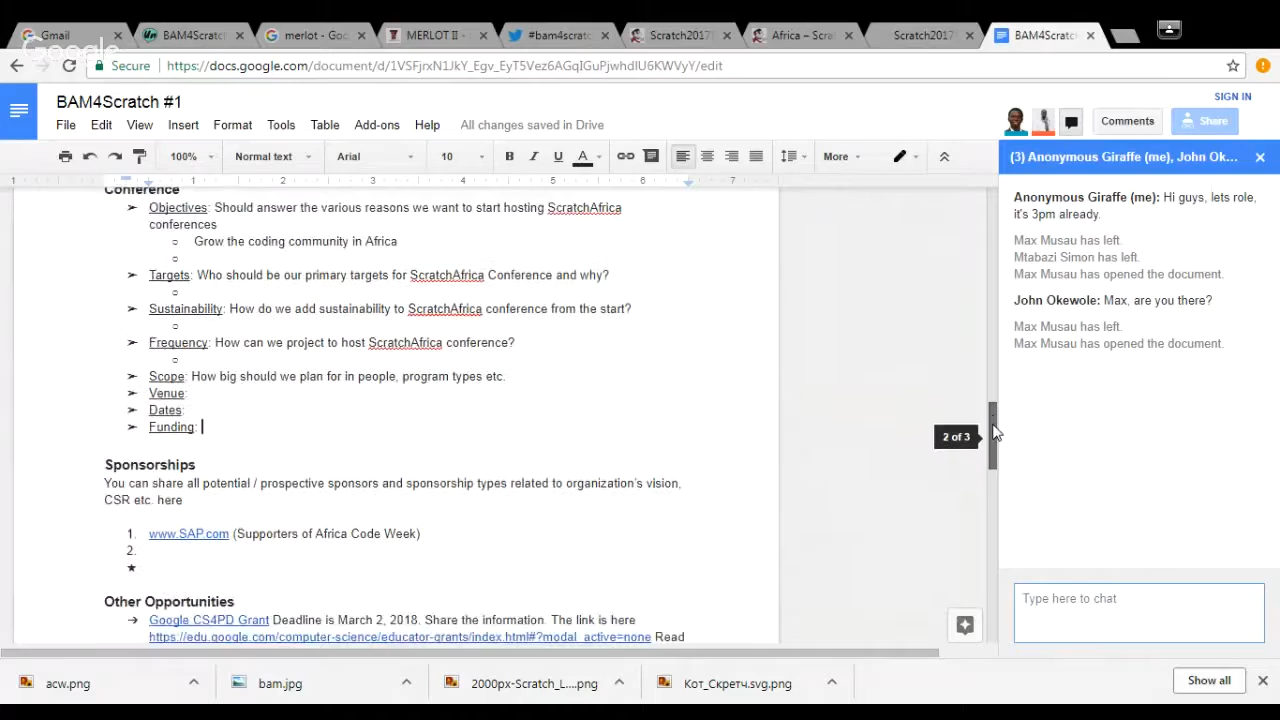 Gmail
BAM4Scratch
merlot - Goo
MERLOT II -
#bam4scratc
Scratch2017
Africa – Scra
Scratch2017
BAM4Scratch
Google
Secure
https://docs.google.com/document/d/1VSFjrxN1JkY_Egv_EyT5Vez6AGqIGuPjwhdIU6KWVyY/edit
BAM4Scratch #1
SIGN IN
File Edit View Insert Format Tools Table Add-ons Help All changes saved in Drive
Comments
Share
100% Normal text Arial 10 B I U A More
(3) Anonymous Giraffe (me), John Ok...
1 1 2 3 4 5 6 7
Conference
➢ Objectives: Should answer the various reasons we want to start hosting ScratchAfrica
conferences
○ Grow the coding community in Africa
○
➢ Targets: Who should be our primary targets for ScratchAfrica Conference and why?
○
➢ Sustainability: How do we add sustainability to ScratchAfrica conference from the start?
○
➢ Frequency: How can we project to host ScratchAfrica conference?
○
➢ Scope: How big should we plan for in people, program types etc.
➢ Venue:
➢ Dates:
➢ Funding:
Sponsorships
You can share all potential / prospective sponsors and sponsorship types related to organization's vision,
CSR etc. here
1. www.SAP.com (Supporters of Africa Code Week)
2.
★
Other Opportunities
→ Google CS4PD Grant Deadline is March 2, 2018. Share the information. The link is here
https://edu.google.com/computer-science/educator-grants/index.html#?modal_active=none Read
2 of 3
Anonymous Giraffe (me): Hi guys, lets role,
it's 3pm already.
Max Musau has left.
Mtabazi Simon has left.
Max Musau has opened the document.
John Okewole: Max, are you there?
Max Musau has left.
Max Musau has opened the document.
Type here to chat
acw.png
bam.jpg
2000px-Scratch_L....png
Кот_Скретч.svg.png
Show all